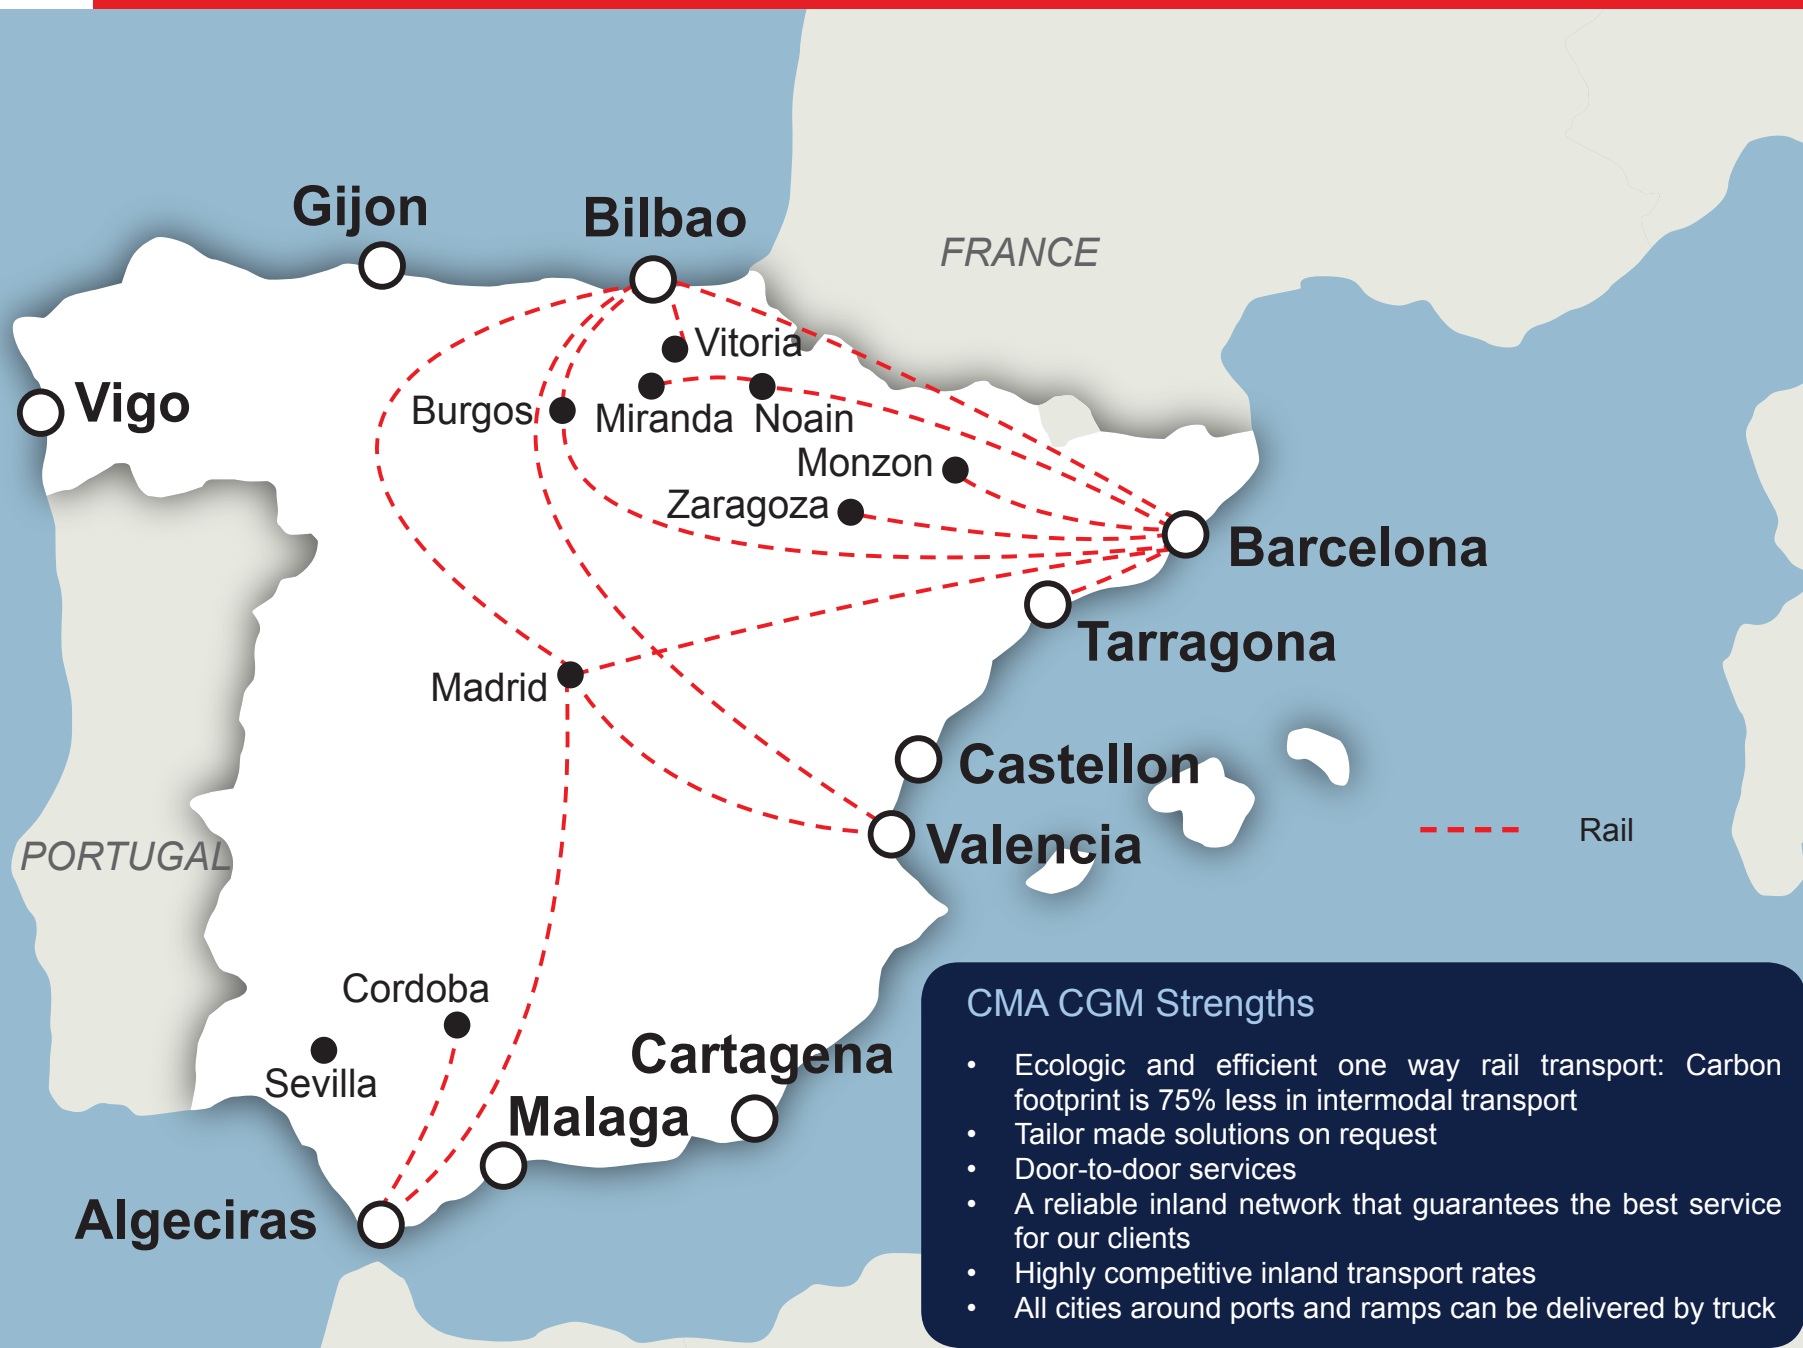 Gijon
Bilbao
FRANCE
Vitoria
Vigo
Burgos
Miranda
Noain
Monzon
Zaragoza
Barcelona
Tarragona
Madrid
Castellon
Rail
Valencia
PORTUGAL
Cordoba
Sevilla
Cartagena
Malaga
Algeciras
CMA CGM Strengths
• Ecologic and efficient one way rail transport: Carbon
footprint is 75% less in intermodal transport
• Tailor made solutions on request
• Door-to-door services
• A reliable inland network that guarantees the best service
for our clients
• Highly competitive inland transport rates
• All cities around ports and ramps can be delivered by truck